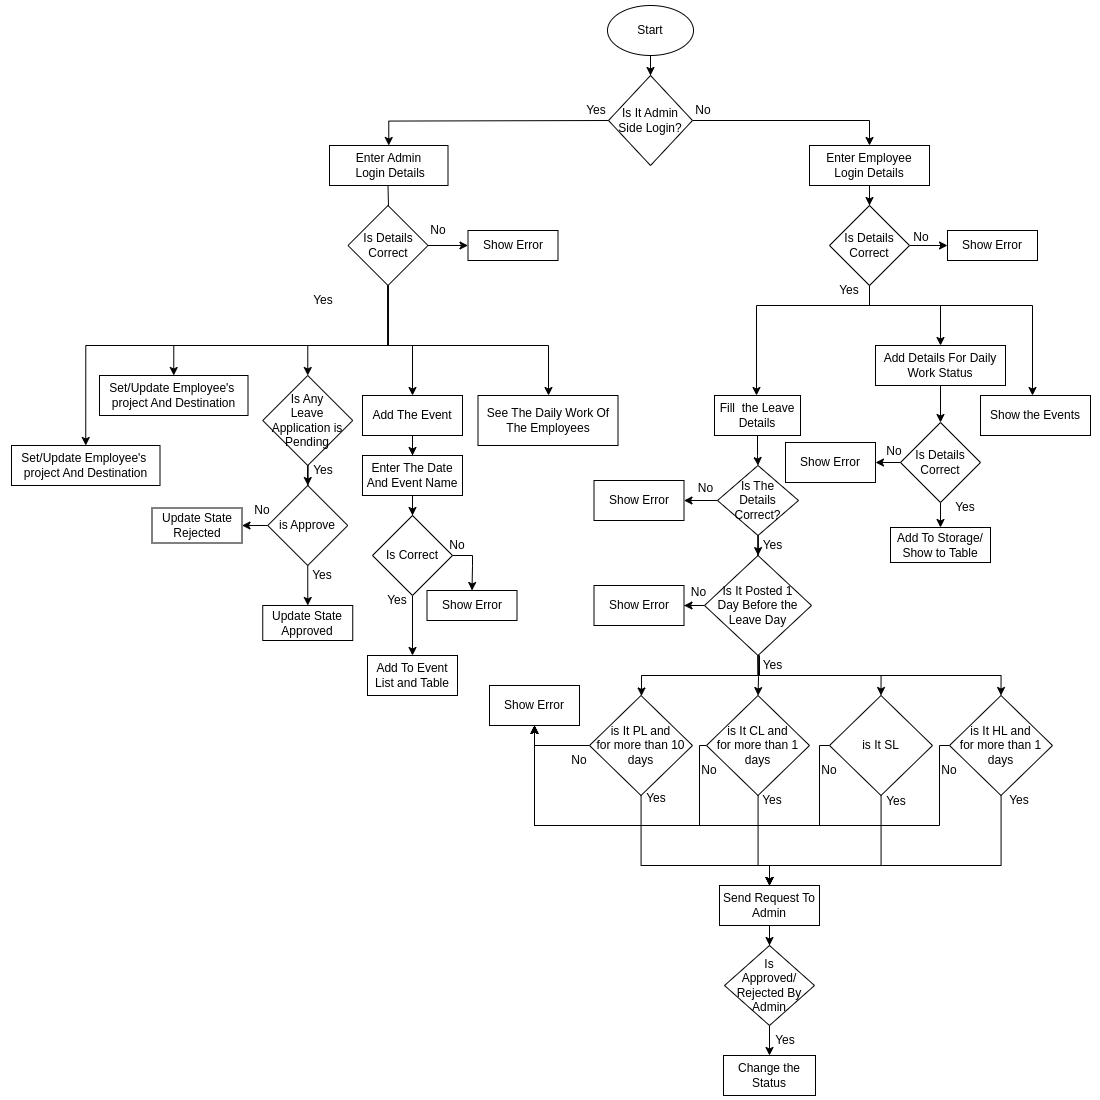 Start
Is It Admin
Side Login?
Yes
No
Enter Admin
Login Details
Enter Employee
Login Details
Is Details
Correct
No
Show Error
Is Details
Correct
No
Show Error
Yes
Yes
Set/Update Employee's
project And Destination
Set/Update Employee's
project And Destination
Is Any
Leave
Application is
Pending
Yes
is Approve
No
Update State
Rejected
Yes
Update State
Approved
Add The Event
Enter The Date
And Event Name
Is Correct
No
Show Error
Yes
Add To Event
List and Table
See The Daily Work Of
The Employees
Fill the Leave
Details
Is The
Details
Correct?
No
Show Error
Yes
Is It Posted 1
Day Before the
Leave Day
No
Show Error
Yes
Add Details For Daily
Work Status
Is Details
Correct
No
Show Error
Yes
Add To Storage/
Show to Table
Show the Events
Show Error
is It PL and
for more than 10
days
No
Yes
is It CL and
for more than 1
days
No
Yes
is It SL
No
Yes
is It HL and
for more than 1
days
No
Yes
Send Request To
Admin
Is
Approved/
Rejected By
Admin
Yes
Change the
Status